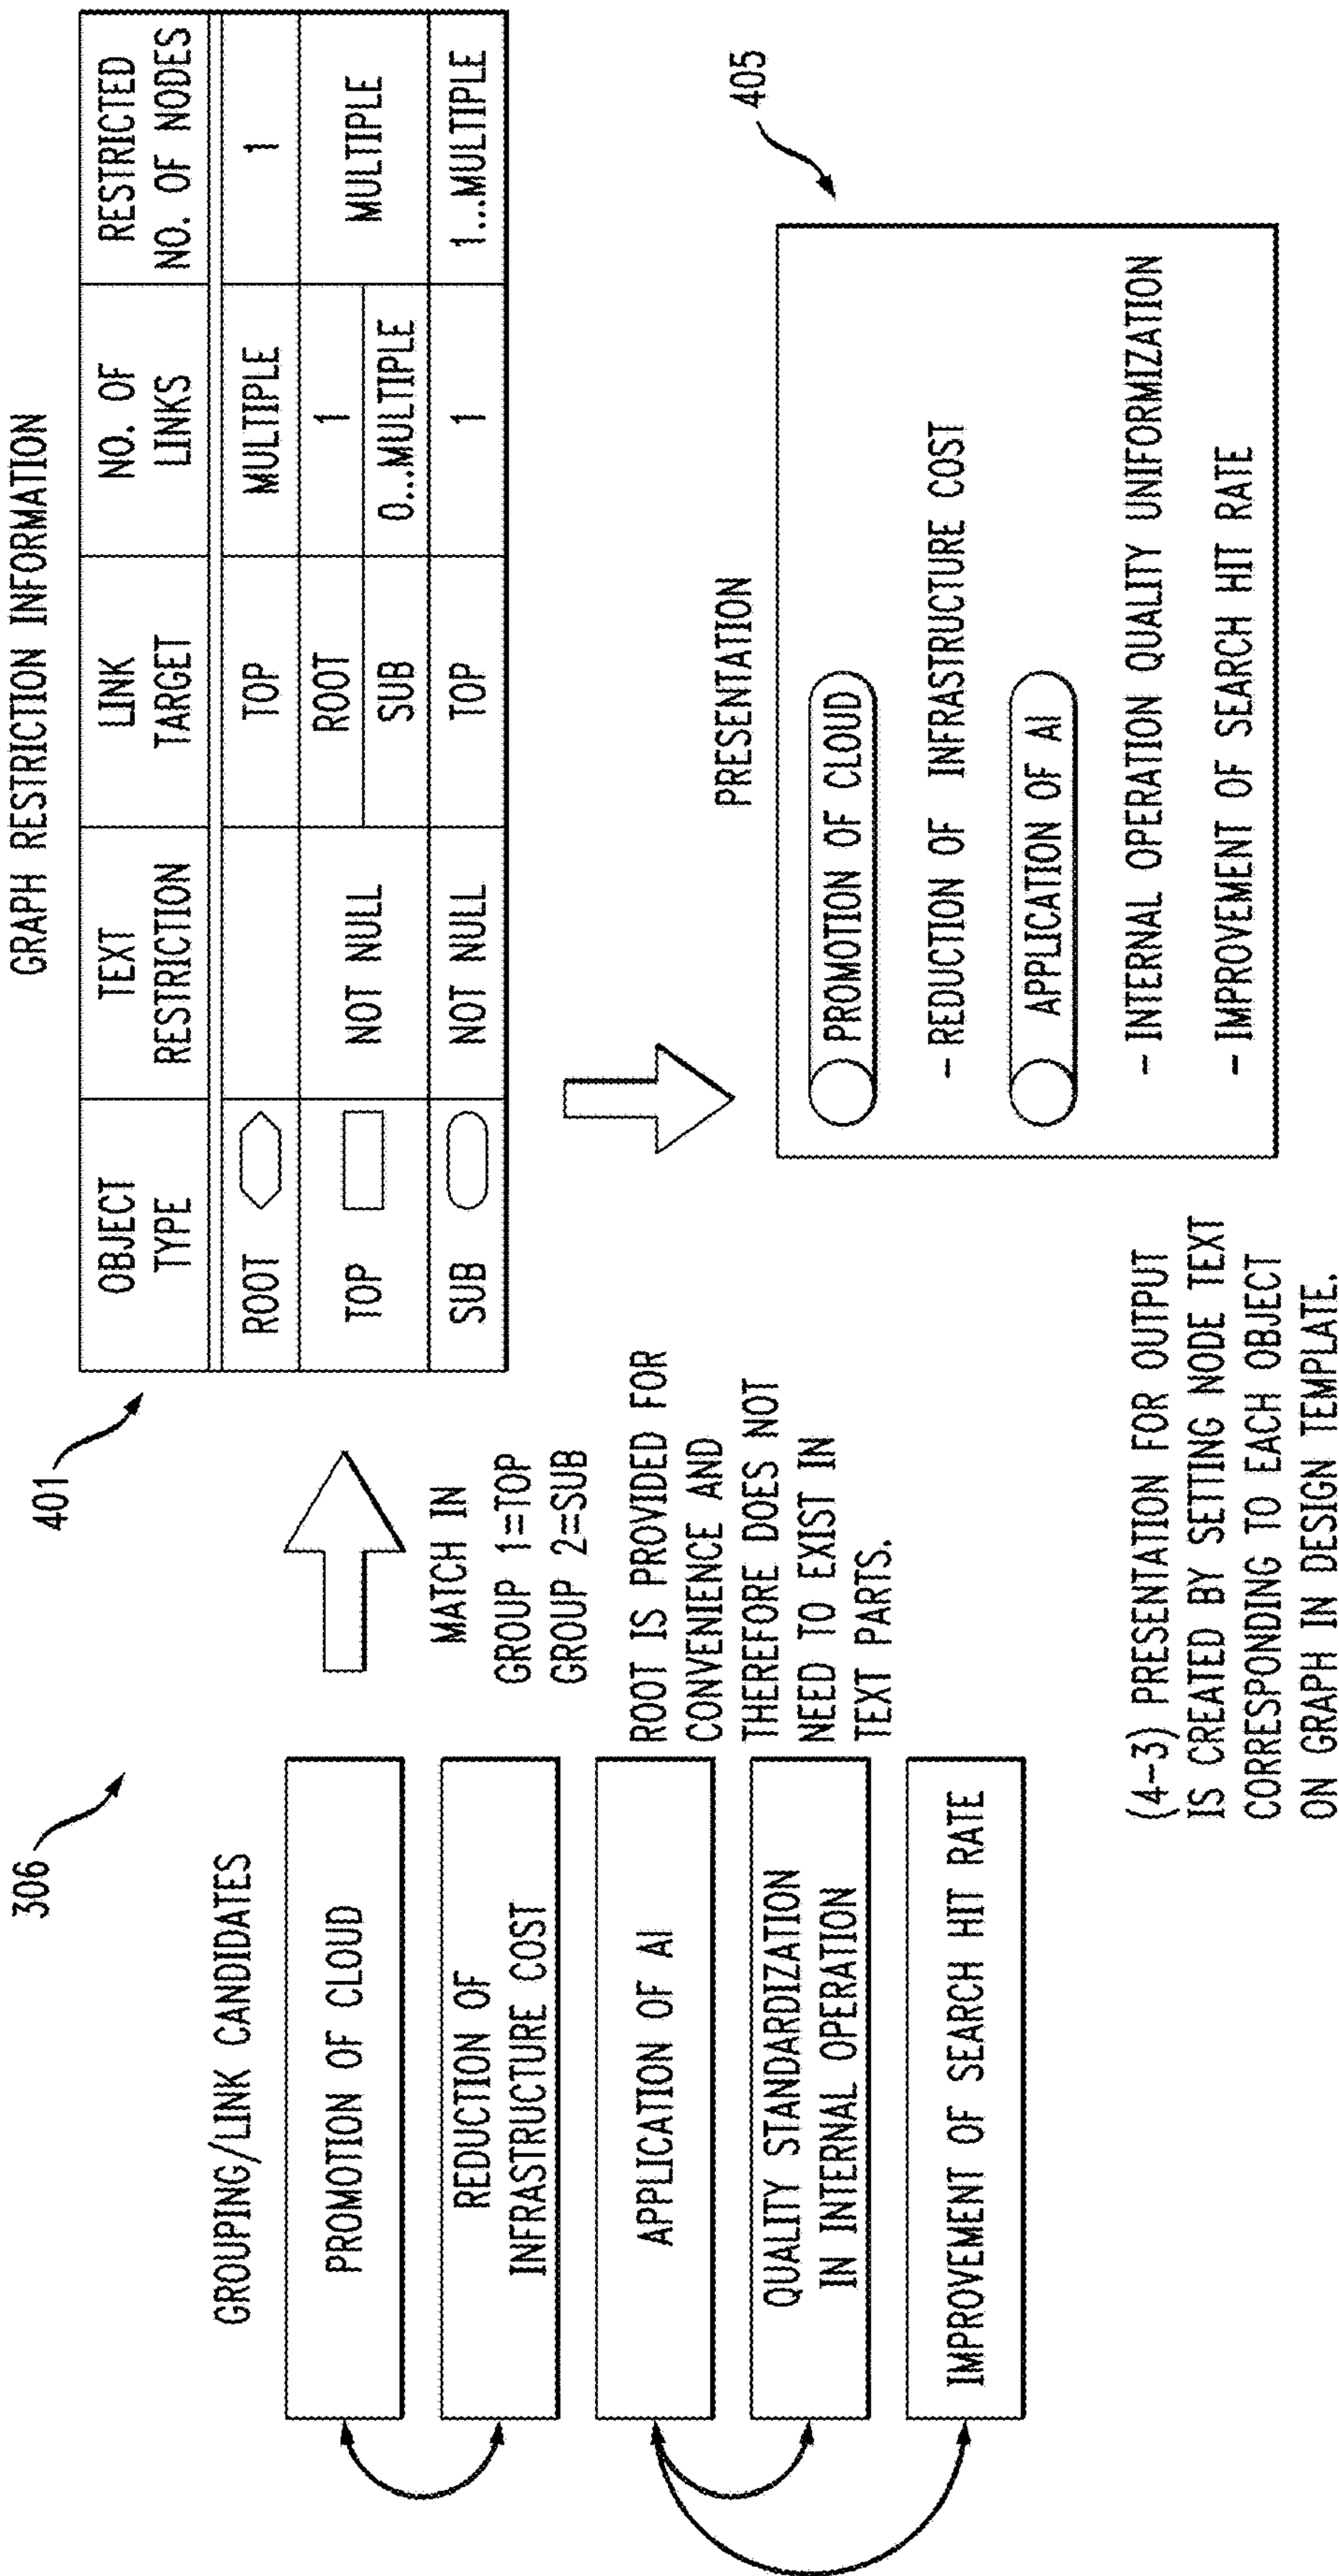 306
GROUPING/LINK CANDIDATES
PROMOTION OF CLOUD
REDUCTION OF
INFRASTRUCTURE COST
APPLICATION OF AI
QUALITY STANDARDIZATION
IN INTERNAL OPERATION
IMPROVEMENT OF SEARCH HIT RATE
MATCH IN
GROUP 1=TOP
GROUP 2=SUB
ROOT IS PROVIDED FOR
CONVENIENCE AND
THEREFORE DOES NOT
NEED TO EXIST IN
TEXT PARTS.
401
GRAPH RESTRICTION INFORMATION
OBJECT
TYPE
TEXT
RESTRICTION
LINK
TARGET
NO. OF
LINKS
RESTRICTED
NO. OF NODES
ROOT
TOP
MULTIPLE
1
TOP
NOT NULL
ROOT
1
MULTIPLE
SUB
0...MULTIPLE
SUB
NOT NULL
TOP
1
1...MULTIPLE
(4-3) PRESENTATION FOR OUTPUT
IS CREATED BY SETTING NODE TEXT
CORRESPONDING TO EACH OBJECT
ON GRAPH IN DESIGN TEMPLATE.
PRESENTATION
405
PROMOTION OF CLOUD
- REDUCTION OF INFRASTRUCTURE COST
APPLICATION OF AI
- INTERNAL OPERATION QUALITY UNIFORMIZATION
- IMPROVEMENT OF SEARCH HIT RATE